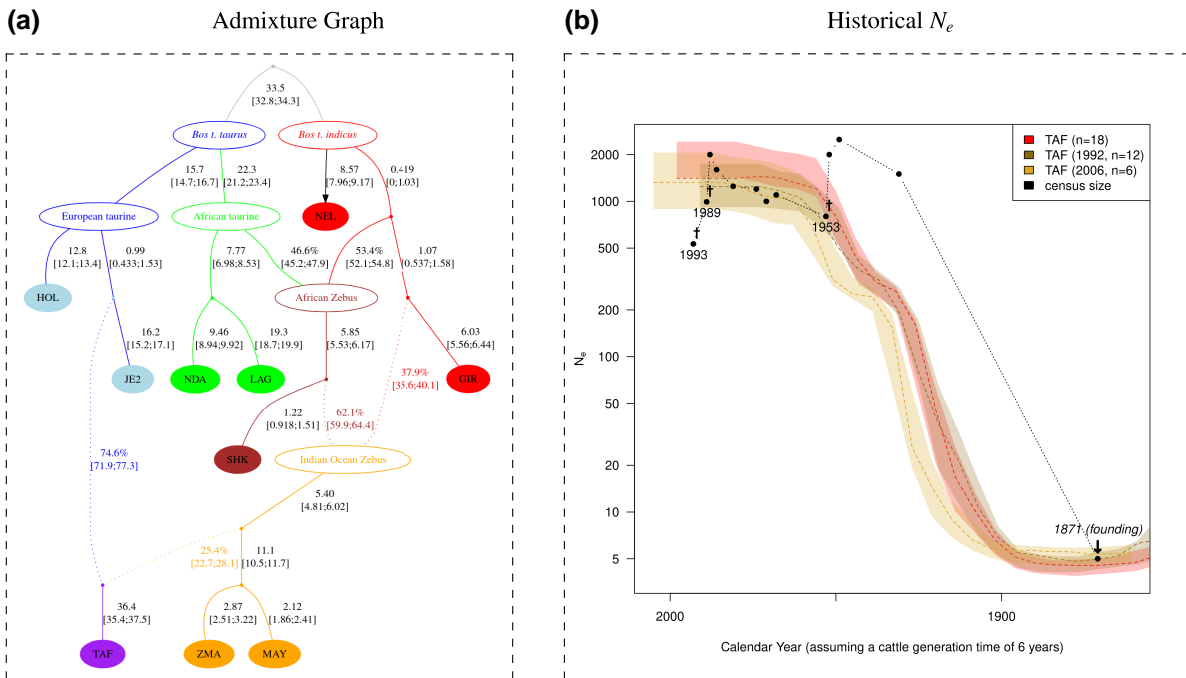 (a)
Admixture Graph
33.5
[32.8;34.3]
Bos t. taurus
Bos t. indicus
15.7
[14.7;16.7]
22.3
[21.2;23.4]
8.57
[7.96;9.17]
0.419
[0;1.03]
European taurine
African taurine
NEL
12.8
[12.1;13.4]
0.99
[0.433;1.53]
7.77
[6.98;8.53]
46.6%
[45.2;47.9]
53.4%
[52.1;54.8]
1.07
[0.537;1.58]
HOL
African Zebus
16.2
[15.2;17.1]
9.46
[8.94;9.92]
19.3
[18.7;19.9]
5.85
[5.53;6.17]
6.03
[5.56;6.44]
JE2
NDA
LAG
37.9%
[35.6;40.1]
GIR
1.22
[0.918;1.51]
62.1%
[59.9;64.4]
74.6%
[71.9;77.3]
SHK
Indian Ocean Zebus
5.40
[4.81;6.02]
25.4%
[22.7;28.1]
11.1
[10.5;11.7]
36.4
[35.4;37.5]
2.87
[2.51;3.22]
2.12
[1.86;2.41]
TAF
ZMA
MAY
(b)
Historical Ne
TAF (n=18)
TAF (1992, n=12)
TAF (2006, n=6)
census size
2000
1000
500
200
100
50
20
10
5
Ne
1989
†
1993
†
1953
†
1871 (founding)
2000
1900
Calendar Year (assuming a cattle generation time of 6 years)